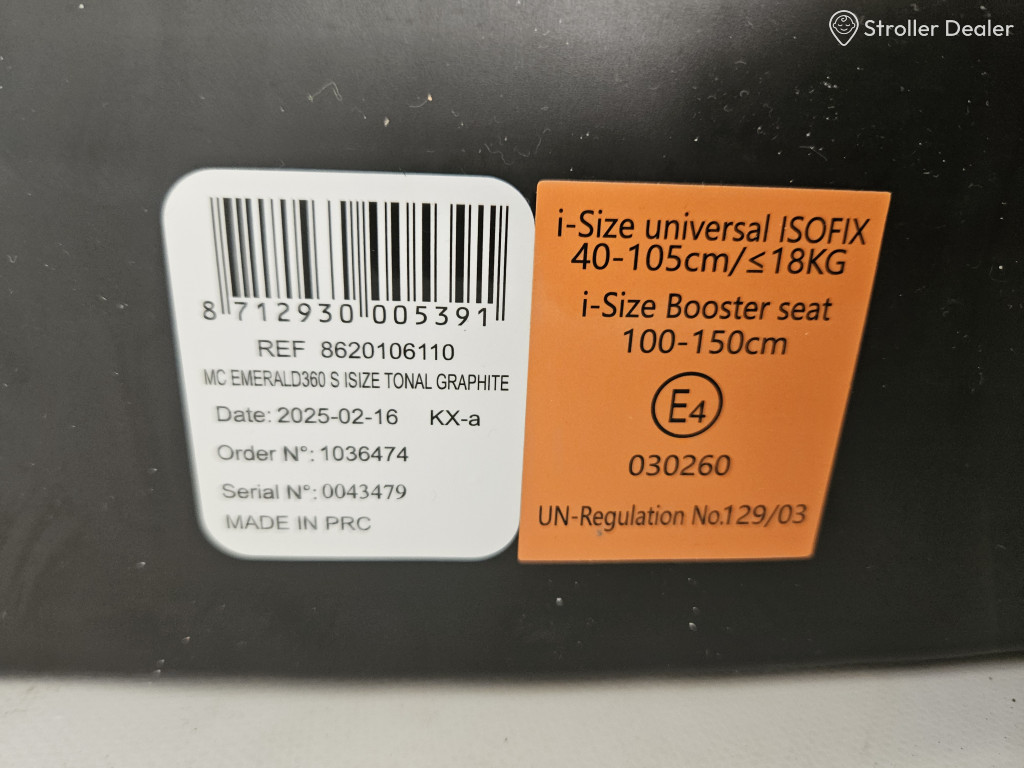 Stroller Dealer
8 712930 005391
REF 8620106110
MC EMERALD360 S ISIZE TONAL GRAPHITE
Date: 2025-02-16 KX-a
Order N°: 1036474
Serial N°: 0043479
MADE IN PRC
i-Size universal ISOFIX
40-105cm/≤18KG
i-Size Booster seat
100-150cm
E4
030260
UN-Regulation No.129/03